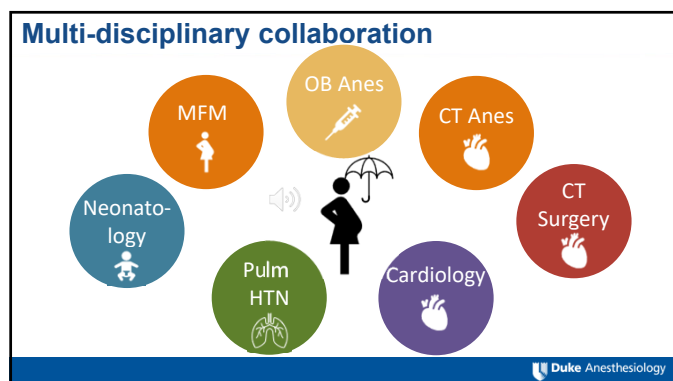 Multi-disciplinary collaboration
OB Anes
MFM
CT Anes
CT
Surgery
Neonato-
logy
Pulm
HTN
Cardiology
Duke Anesthesiology